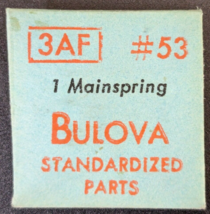 3AF #53
1 Mainspring
BULOVA
STANDARDIZED
PARTS